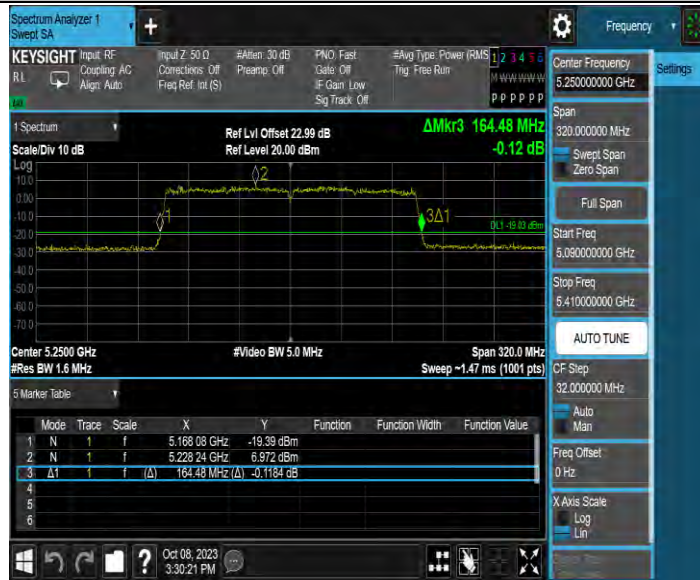 Spectrum Analyzer 1
Swept SA
+
Frequency
KEYSIGHT
RL
Input: RF
Coupling: AC
Align: Auto
Input Z: 50 Ω
Corrections: Off
Freq Ref: Int (S)
#Atten: 30 dB
Preamp: Off
PNO: Fast
Gate: Off
IF Gain: Low
Sig Track: Off
#Avg Type: Power (RMS
Trig: Free Run
1 2 3 4 5 6
M W W W W W
P P P P P P
1 Spectrum
Scale/Div 10 dB
Ref Lvl Offset 22.99 dB
Ref Level 20.00 dBm
ΔMkr3 164.48 MHz
-0.12 dB
Log
10.0
0.00
-10.0
-20.0
-30.0
-40.0
-50.0
-60.0
-70.0
2
1
3Δ1
DL1 -19.03 dBm
Center 5.2500 GHz
#Res BW 1.6 MHz
#Video BW 5.0 MHz
Span 320.0 MHz
Sweep ~1.47 ms (1001 pts)
5 Marker Table
Mode Trace Scale X Y Function Function Width Function Value
1 N 1 f 5.168 08 GHz -19.39 dBm
2 N 1 f 5.228 24 GHz 6.972 dBm
3 Δ1 1 f (Δ) 164.48 MHz (Δ) -0.1184 dB
4
5
6
Oct 08, 2023
3:30:21 PM
?
Center Frequency
5.250000000 GHz
Settings
Span
320.000000 MHz
Swept Span
Zero Span
Full Span
Start Freq
5.090000000 GHz
Stop Freq
5.410000000 GHz
AUTO TUNE
CF Step
32.000000 MHz
Auto
Man
Freq Offset
0 Hz
X Axis Scale
Log
Lin